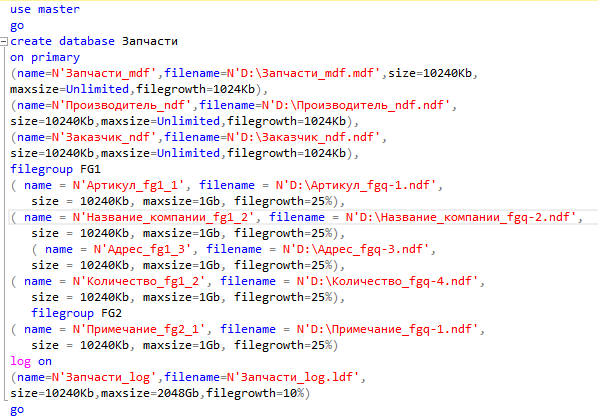 use master
go
create database Запчасти
on primary
(name=N'Запчасти_mdf',filename=N'D:\Запчасти_mdf.mdf',size=10240Kb,
maxsize=Unlimited,filegrowth=1024Kb),
(name=N'Производитель_ndf',filename=N'D:\Производитель_ndf.ndf',
size=10240Kb,maxsize=Unlimited,filegrowth=1024Kb),
(name=N'Заказчик_ndf',filename=N'D:\Заказчик_ndf.ndf',
size=10240Kb,maxsize=Unlimited,filegrowth=1024Kb),
filegroup FG1
( name = N'Артикул_fg1_1', filename = N'D:\Артикул_fgq-1.ndf',
size = 10240Kb, maxsize=1Gb, filegrowth=25%),
( name = N'Название_компании_fg1_2', filename = N'D:\Название_компании_fgq-2.ndf',
size = 10240Kb, maxsize=1Gb, filegrowth=25%),
( name = N'Адрес_fg1_3', filename = N'D:\Адрес_fgq-3.ndf',
size = 10240Kb, maxsize=1Gb, filegrowth=25%),
( name = N'Количество_fg1_2', filename = N'D:\Количество_fgq-4.ndf',
size = 10240Kb, maxsize=1Gb, filegrowth=25%),
filegroup FG2
( name = N'Примечание_fg2_1', filename = N'D:\Примечание_fgq-1.ndf',
size = 10240Kb, maxsize=1Gb, filegrowth=25%)
log on
(name=N'Запчасти_log',filename=N'Запчасти_log.ldf',
size=10240Kb,maxsize=2048Gb,filegrowth=10%)
go